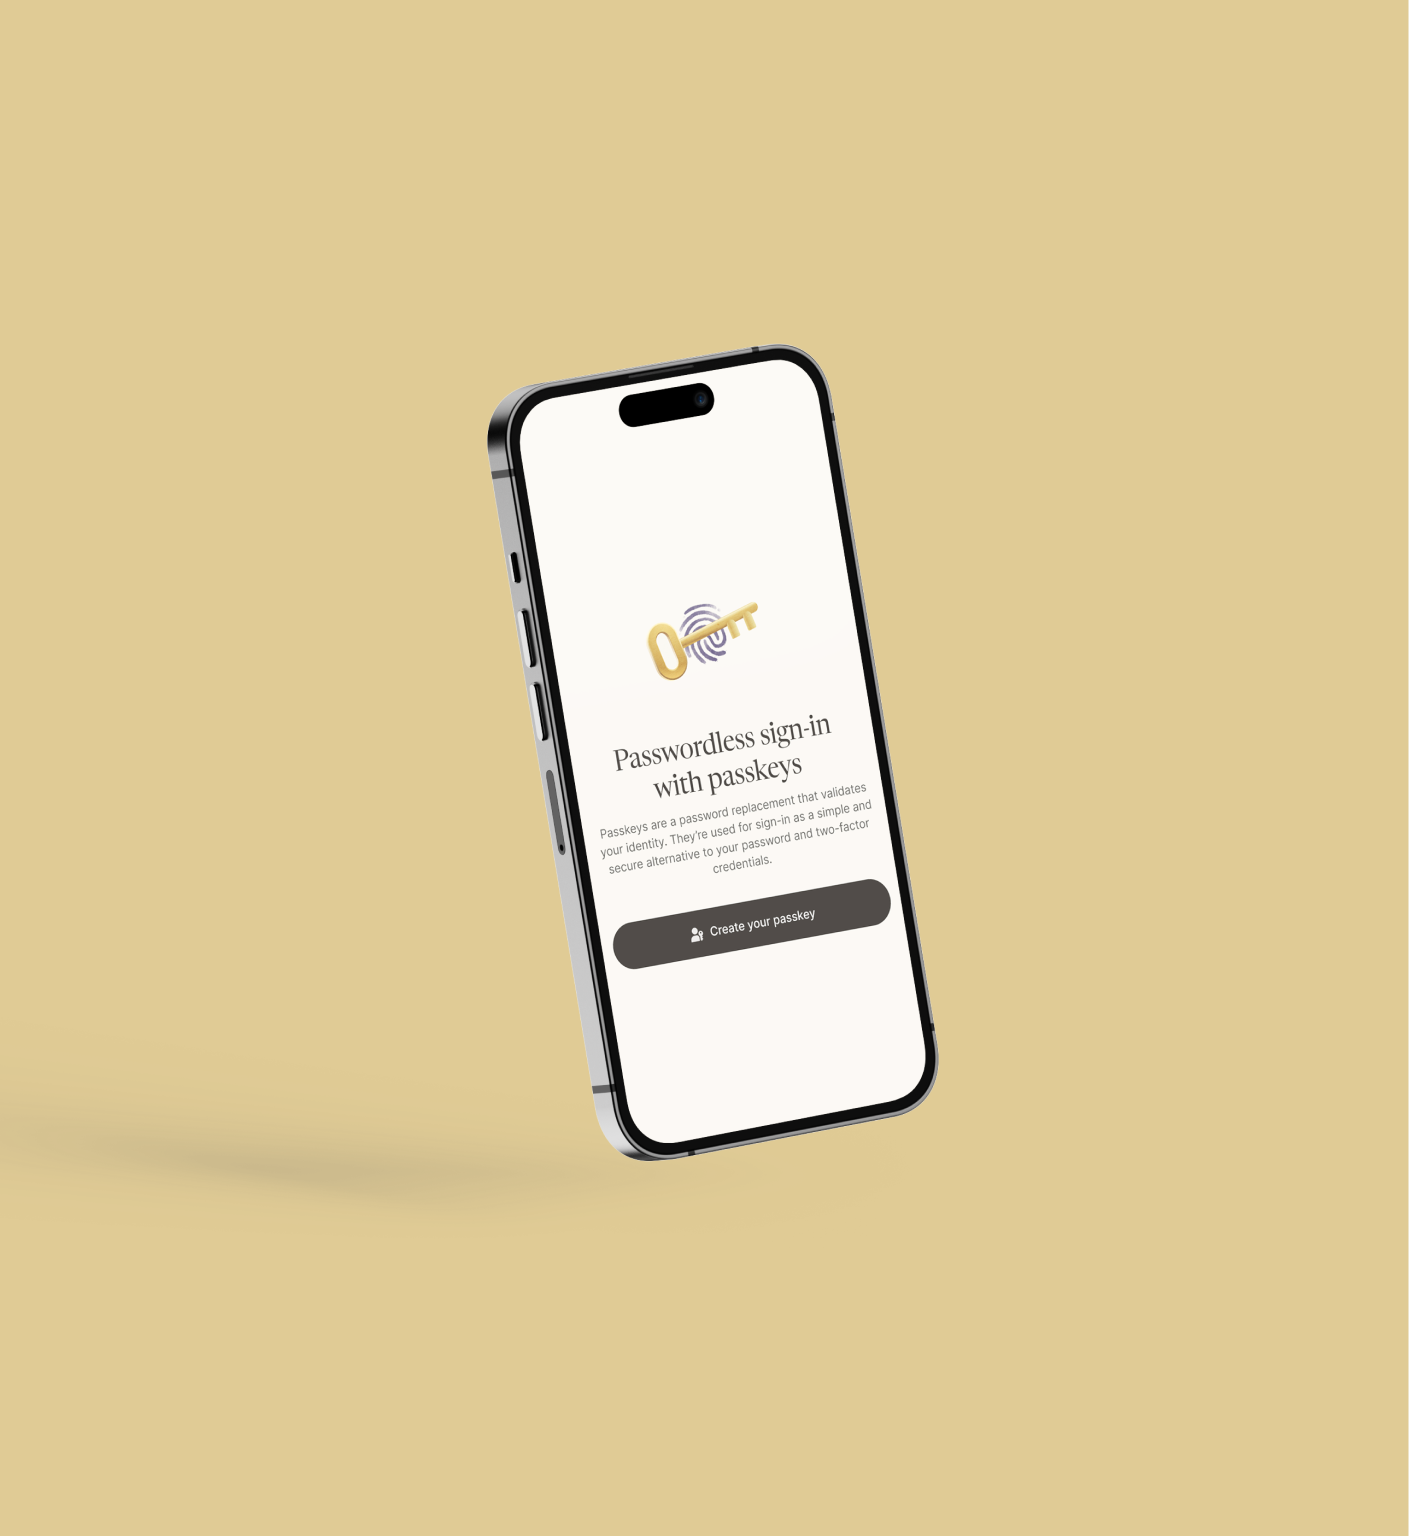 Passwordless sign-in
with passkeys
Passkeys are a password replacement that validates
your identity. They're used for sign-in as a simple and
secure alternative to your password and two-factor
credentials.
Create your passkey